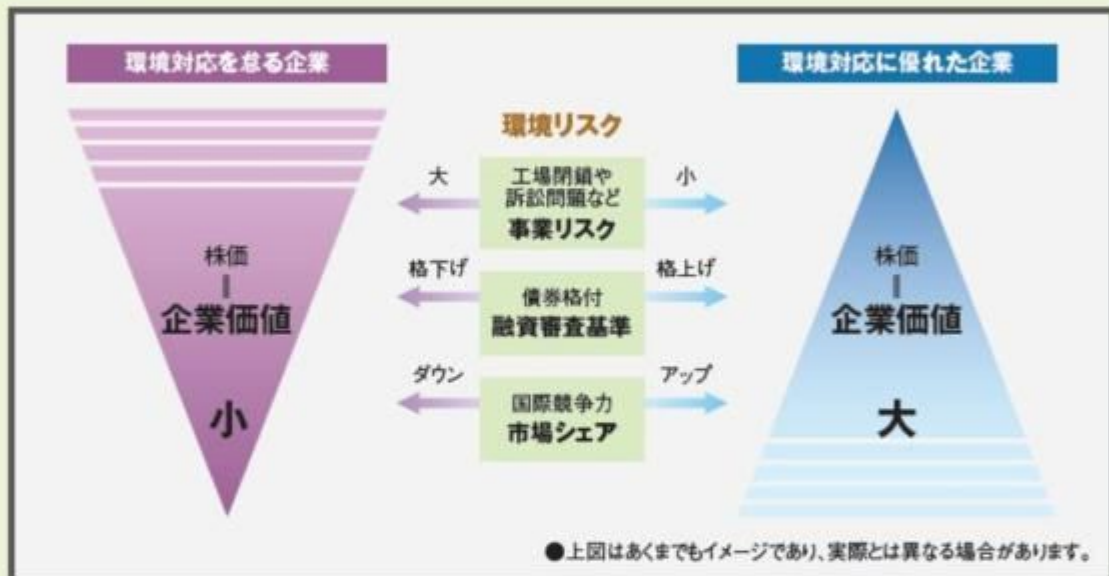 環境対応を怠る企業
環境対応に優れた企業
環境リスク
大
工場閉鎖や
訴訟問題など
事業リスク
小
格下げ
債券格付
融資審査基準
格上げ
ダウン
国際競争力
市場シェア
アップ
株価
=
企業価値
小
株価
=
企業価値
大
●上図はあくまでもイメージであり、実際とは異なる場合があります。